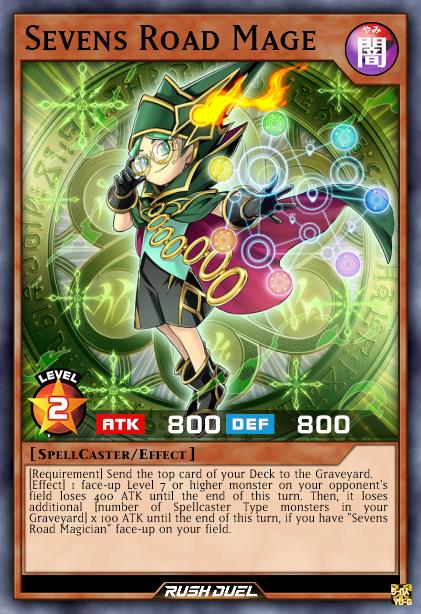 Sevens Road Mage
やみ
闇
LEVEL
2
ATK 800 DEF 800
[SpellCaster/Effect]
[Requirement] Send the top card of your Deck to the Graveyard.
[Effect] 1 face-up Level 7 or higher monster on your opponent's
field loses 400 ATK until the end of this turn. Then, it loses
additional [number of Spellcaster Type monsters in your
Graveyard] x 100 ATK until the end of this turn, if you have "Sevens
Road Magician" face-up on your field.
RUSH DUEL